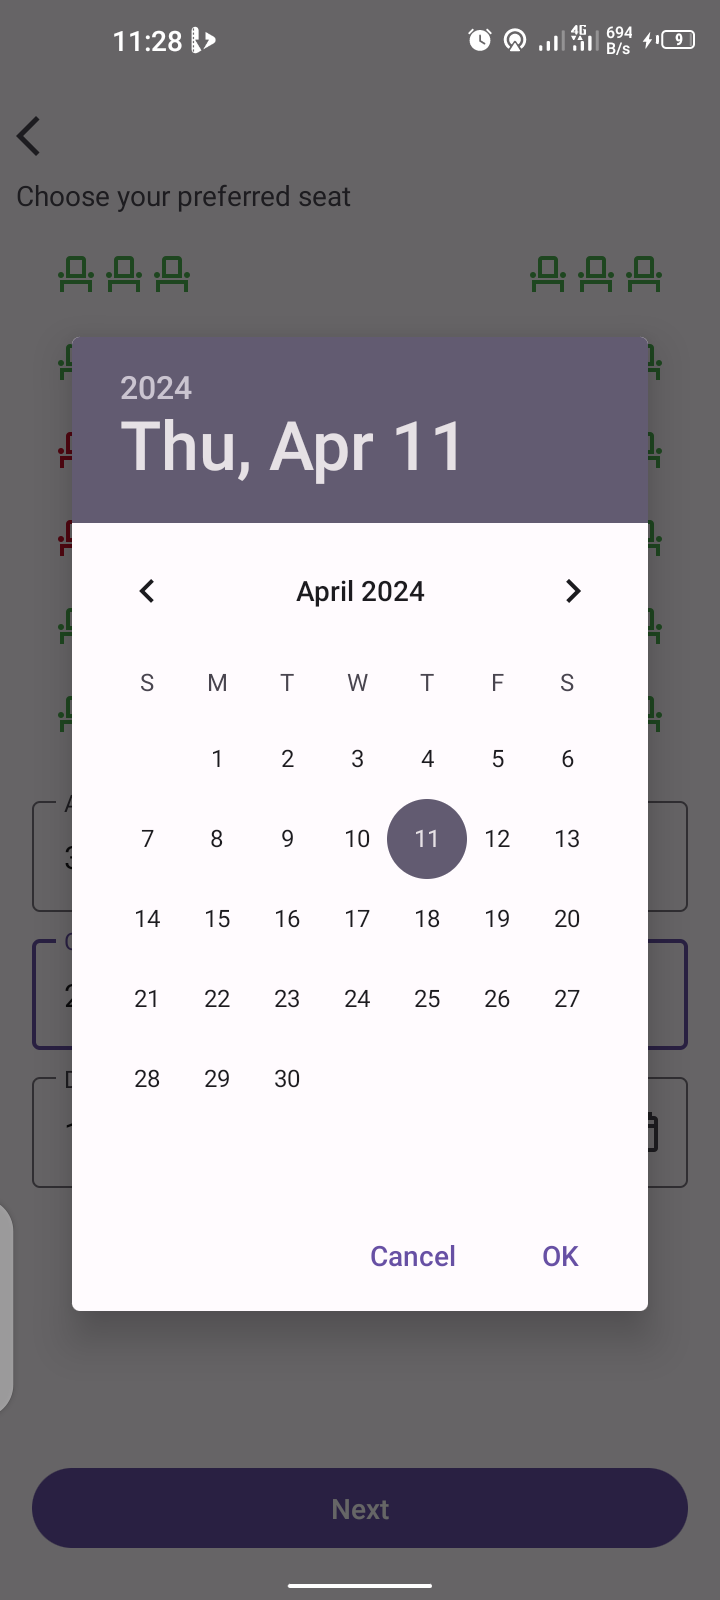 11:28
4G
694
B/s
9
Choose your preferred seat
2024
Thu, Apr 11
April 2024
S M T W T F S
1 2 3 4 5 6
7 8 9 10 11 12 13
14 15 16 17 18 19 20
21 22 23 24 25 26 27
28 29 30
Cancel OK
Next